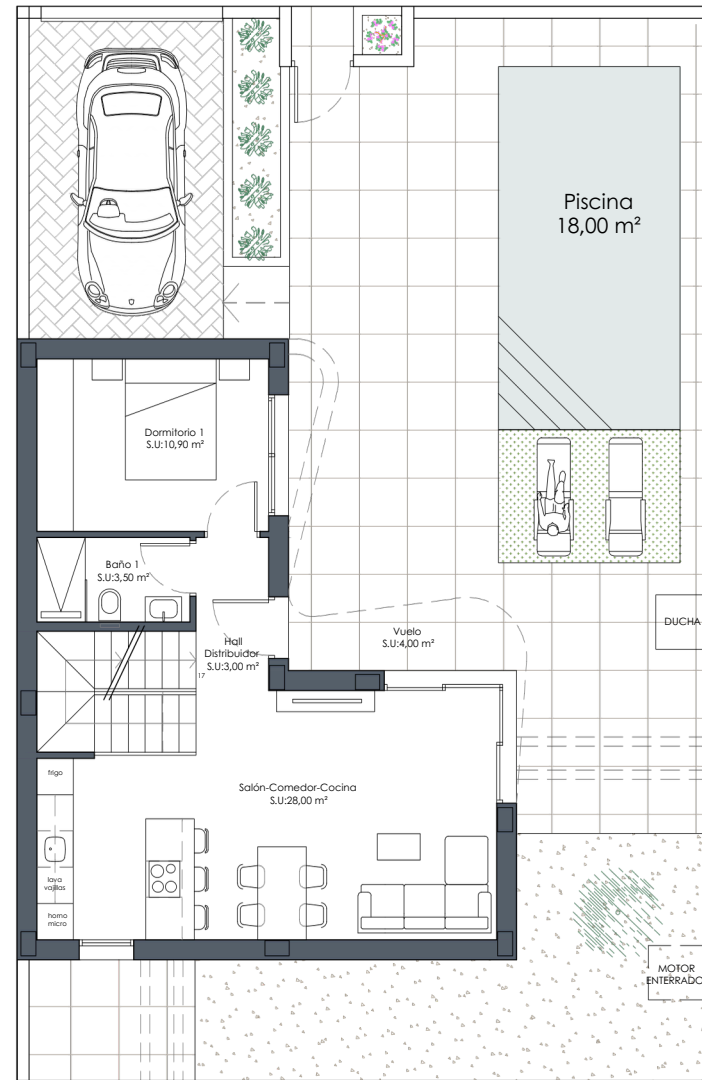 Piscina
18,00 m²
Dormitorio 1
S.U:10,90 m²
Baño 1
S.U:3,50 m²
DUCHA
Hall
Distribuidor
S.U:3,00 m²
Vuelo
S.U:4,00 m²
17
frigo
Salón-Comedor-Cocina
S.U:28,00 m²
lava
vajillas
horno
micro
MOTOR
ENTERRADO